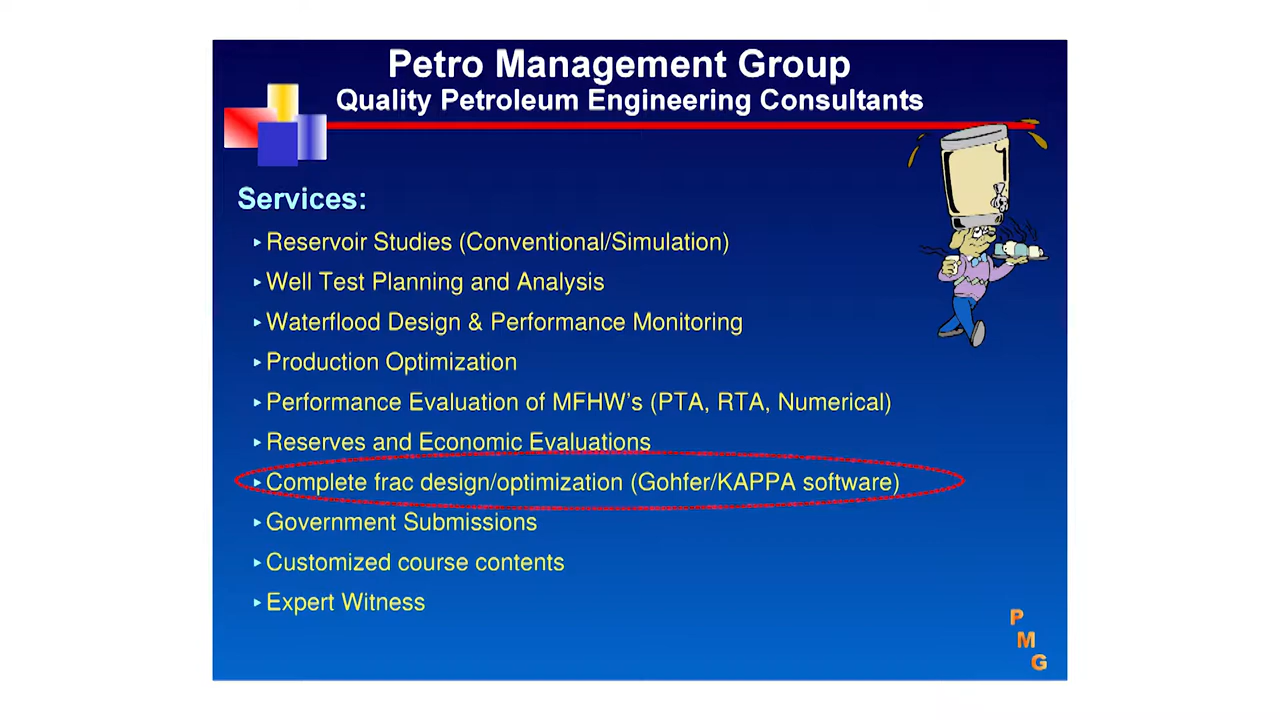 Petro Management Group
Quality Petroleum Engineering Consultants
Services:
Reservoir Studies (Conventional/Simulation)
Well Test Planning and Analysis
Waterflood Design & Performance Monitoring
Production Optimization
Performance Evaluation of MFHW's (PTA, RTA, Numerical)
Reserves and Economic Evaluations
Complete frac design/optimization (Gohfer/KAPPA software)
Government Submissions
Customized course contents
Expert Witness
P
M
G